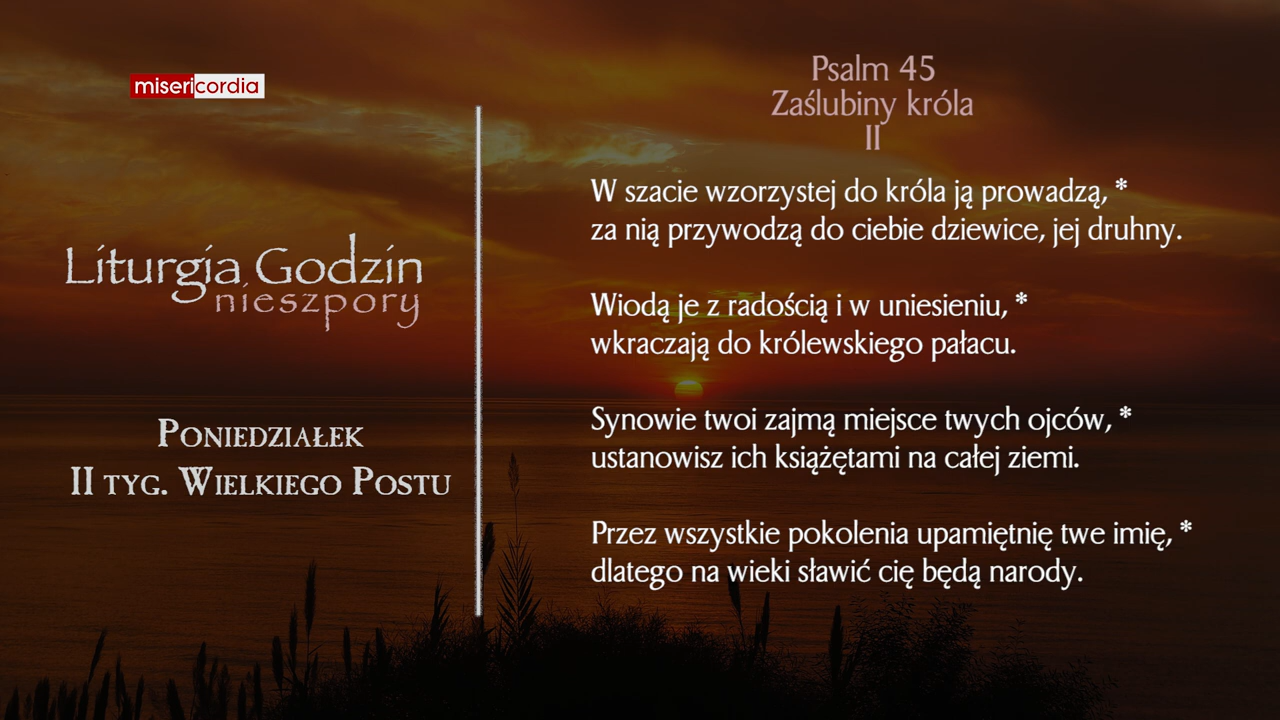 misericordia
Liturgia Godzin
nieszpory
Poniedziałek
II tyg. Wielkiego Postu
Psalm 45
Zaślubiny króla
II
W szacie wzorzystej do króla ją prowadzą, *
za nią przywodzą do ciebie dziewice, jej druhny.
Wiodą je z radością i w uniesieniu, *
wkraczają do królewskiego pałacu.
Synowie twoi zajmą miejsce twych ojców, *
ustanowisz ich książętami na całej ziemi.
Przez wszystkie pokolenia upamiętnię twe imię, *
dlatego na wieki sławić cię będą narody.